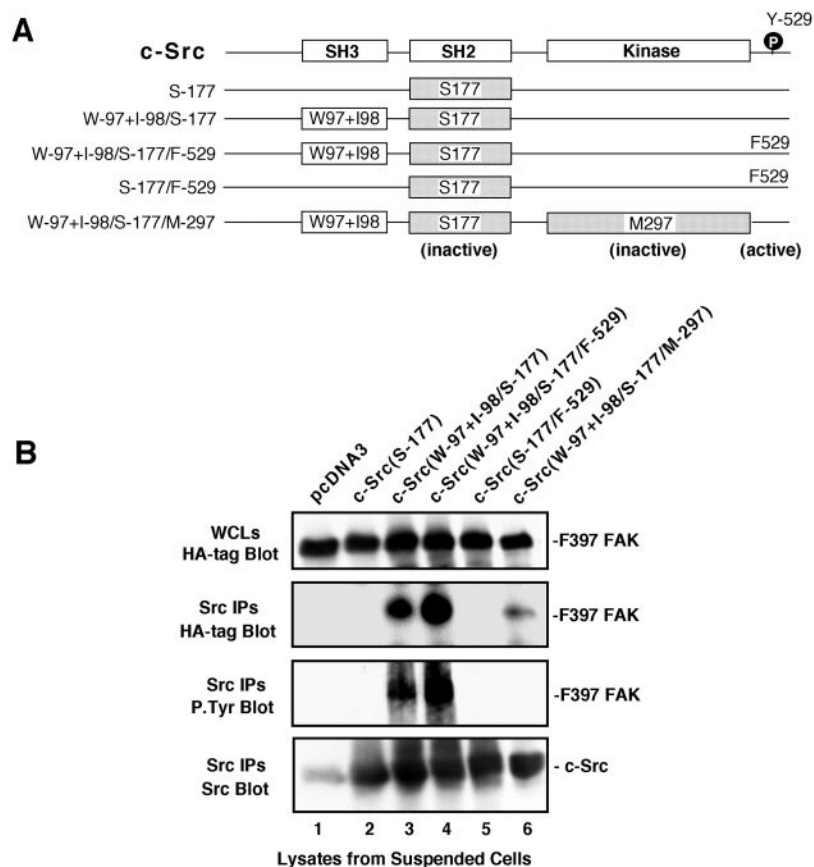 A
c-Src
SH3
SH2
Kinase
Y-529
P
S-177
S177
W-97+I-98/S-177
W97+I98
S177
W-97+I-98/S-177/F-529
W97+I98
S177
F529
S-177/F-529
S177
F529
W-97+I-98/S-177/M-297
W97+I98
S177
M297
(inactive)
(inactive)
(active)
B
pcDNA3
c-Src(S-177)
c-Src(W-97+I-98/S-177)
c-Src(W-97+I-98/S-177/F-529)
c-Src(S-177/F-529)
c-Src(W-97+I-98/S-177/M-297)
WCLs
HA-tag Blot
-F397 FAK
Src IPs
HA-tag Blot
-F397 FAK
Src IPs
P.Tyr Blot
-F397 FAK
Src IPs
Src Blot
- c-Src
1 2 3 4 5 6
Lysates from Suspended Cells